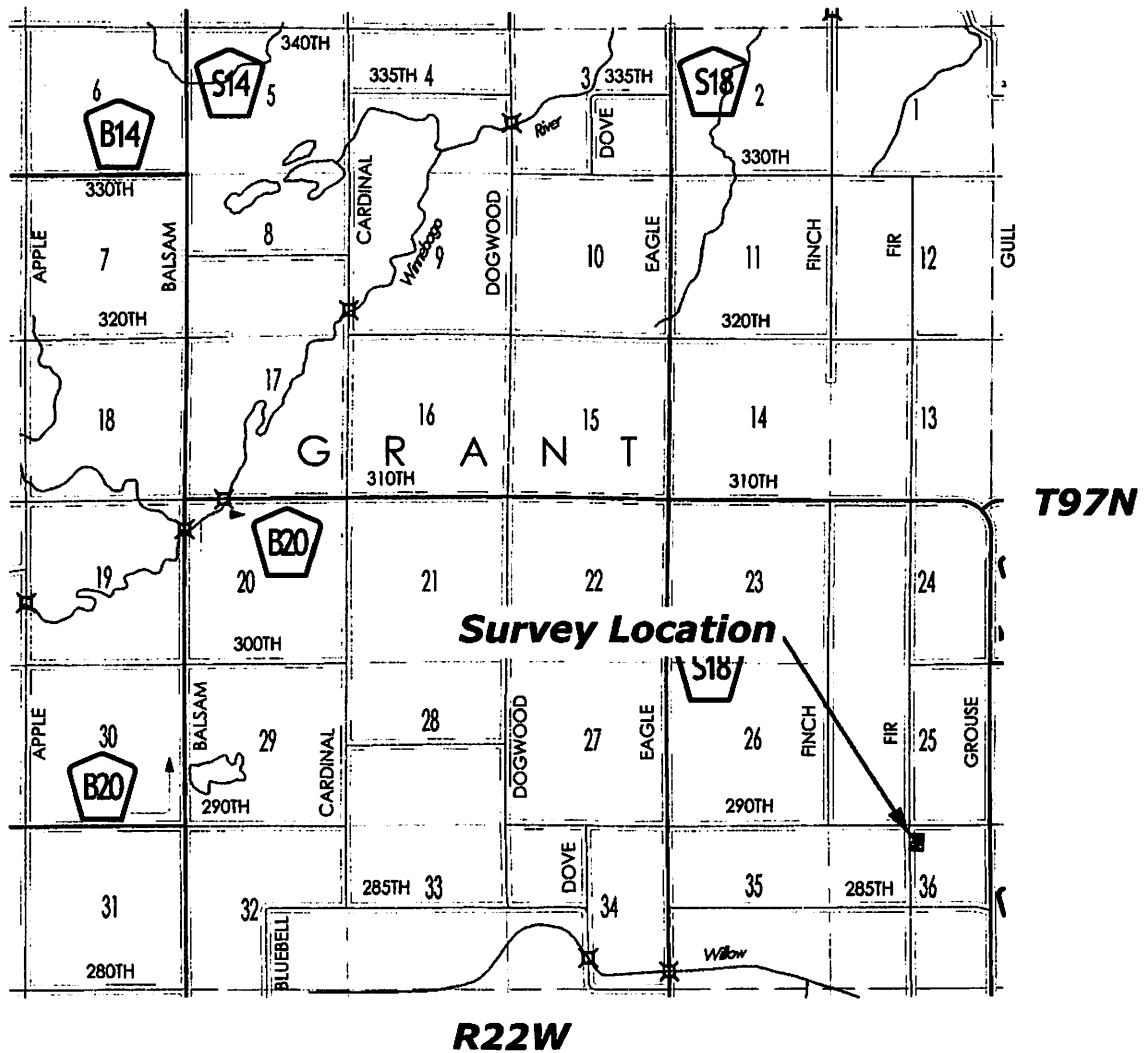 340TH
335TH 4
3 335TH
6
S14
5
S18
2
1
B14
River
DOVE
330TH
330TH
CARDINAL
APPLE
7
BALSAM
8
Winnebago
9
DOGWOOD
10
EAGLE
11
FINCH
FIR
12
GULL
320TH
320TH
17
18
16
15
14
13
GRANT
310TH
310TH
T97N
B20
19
20
21
22
23
24
Survey Location
300TH
S18
APPLE
30
BALSAM
29
CARDINAL
28
DOGWOOD
27
EAGLE
26
FINCH
FIR
25
GROUSE
B20
290TH
290TH
DOVE
285TH 33
35
285TH 36
31
32
34
BLUEBELL
Willow
280TH
R22W